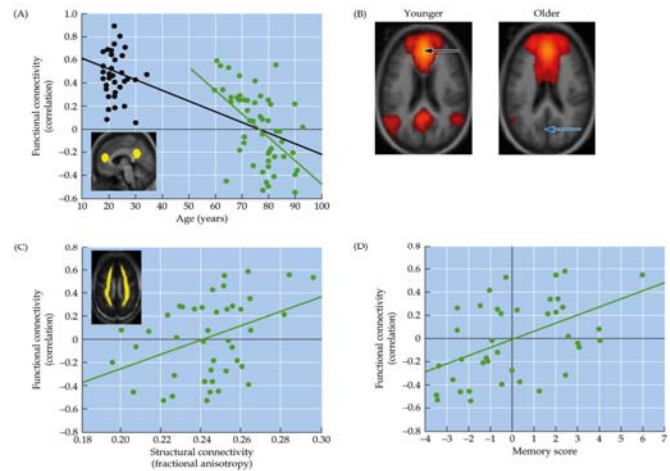 (A)
Functional connectivity
(correlation)
1.0
0.8
0.6
0.4
0.2
0
−0.2
−0.4
−0.6
10 20 30 40 50 60 70 80 90 100
Age (years)
(B)
Younger Older
(C)
Functional connectivity
(correlation)
0.8
0.6
0.4
0.2
0
−0.2
−0.4
−0.6
−0.8
0.18 0.20 0.22 0.24 0.26 0.28 0.30
Structural connectivity
(fractional anisotropy)
(D)
Functional connectivity
(correlation)
0.8
0.6
0.4
0.2
0
−0.2
−0.4
−0.6
−0.8
−4 −3 −2 −1 0 1 2 3 4 5 6 7
Memory score